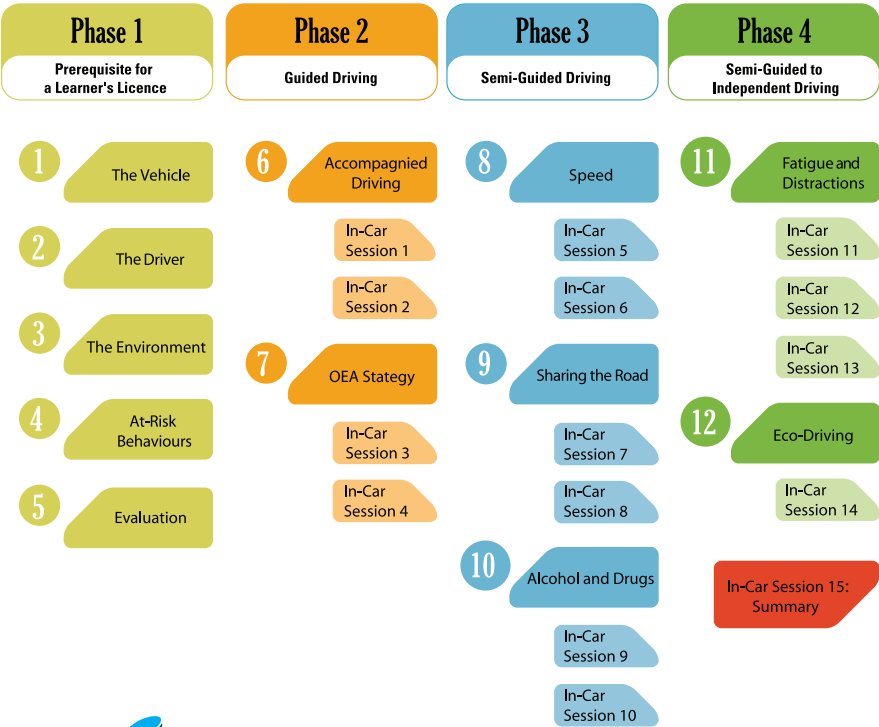 Phase 1
Prerequisite for
a Learner's Licence
1
The Vehicle
2
The Driver
3
The Environment
4
At-Risk
Behaviours
5
Evaluation
Phase 2
Guided Driving
6
Accompagnied
Driving
In-Car
Session 1
In-Car
Session 2
7
OEA Stategy
In-Car
Session 3
In-Car
Session 4
Phase 3
Semi-Guided Driving
8
Speed
In-Car
Session 5
In-Car
Session 6
9
Sharing the Road
In-Car
Session 7
In-Car
Session 8
10
Alcohol and Drugs
In-Car
Session 9
In-Car
Session 10
Phase 4
Semi-Guided to
Independent Driving
11
Fatigue and
Distractions
In-Car
Session 11
In-Car
Session 12
In-Car
Session 13
12
Eco-Driving
In-Car
Session 14
In-Car Session 15:
Summary